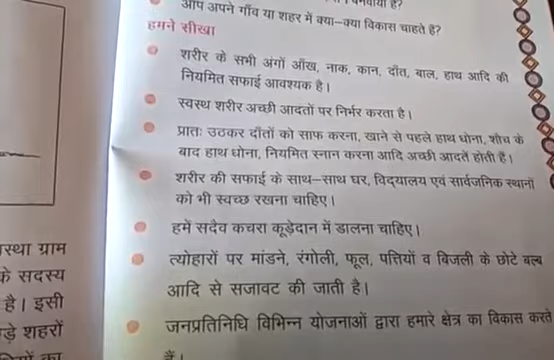 आप अपने गाँव या शहर में क्या–क्या विकास चाहते है?
हमने सीखा
शरीर के सभी अंगों आँख, नाक, कान, दाँत, बाल, हाथ आदि की
नियमित सफाई आवश्यक है।
स्वस्थ शरीर अच्छी आदतों पर निर्भर करता है।
प्रातः उठकर दाँतों को साफ करना, खाने से पहले हाथ धोना, शौच के
बाद हाथ धोना, नियमित स्नान करना आदि अच्छी आदतें होती हैं।
शरीर की सफाई के साथ–साथ घर, विद्यालय एवं सार्वजनिक स्थानों
को भी स्वच्छ रखना चाहिए।
हमें सदैव कचरा कूड़ेदान में डालना चाहिए।
त्योहारों पर मांडने, रंगोली, फूल, पत्तियों व बिजली के छोटे बल्ब
आदि से सजावट की जाती है।
जनप्रतिनिधि विभिन्न योजनाओं द्वारा हमारे क्षेत्र का विकास करते
हैं।
ग्राम
के सदस्य
है। इसी
शहरों